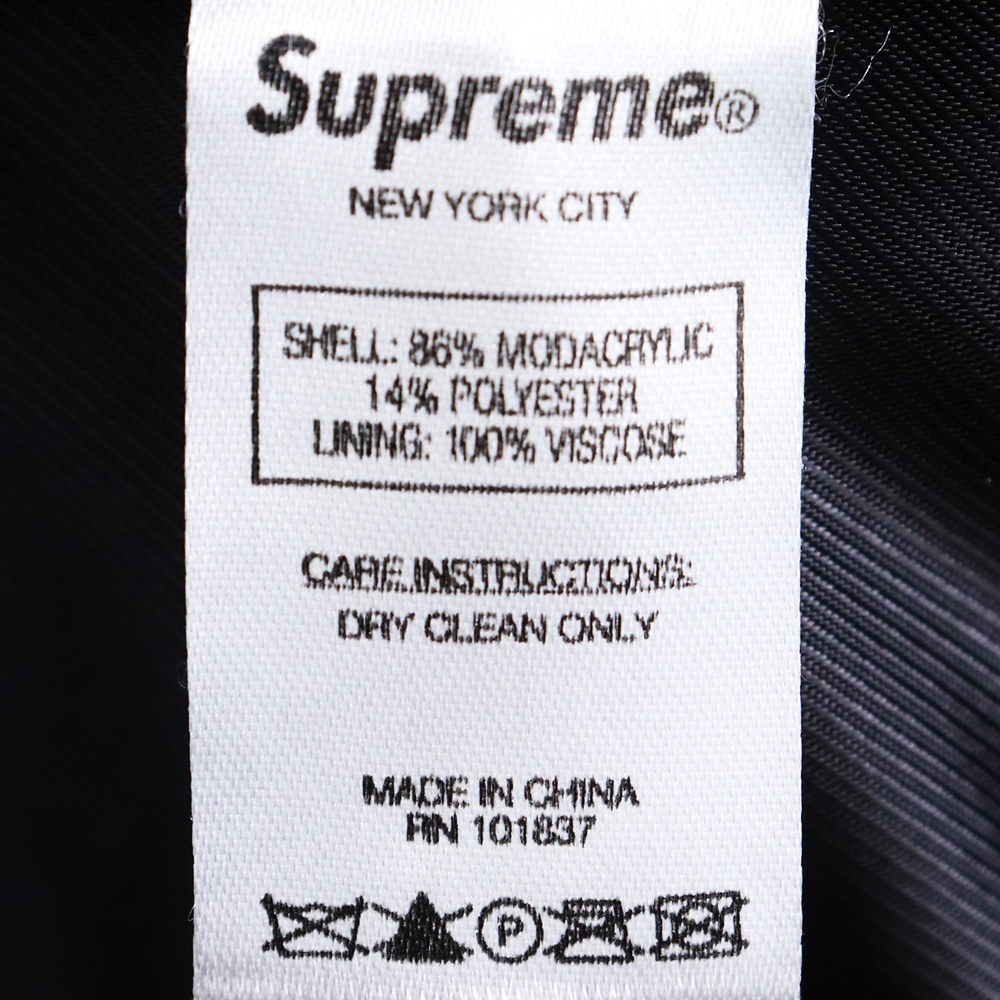 Supreme®
NEW YORK CITY
SHELL: 86% MODACRYLIC
14% POLYESTER
LINING: 100% VISCOSE
CARE INSTRUCTIONS:
DRY CLEAN ONLY
MADE IN CHINA
RN 101837
P